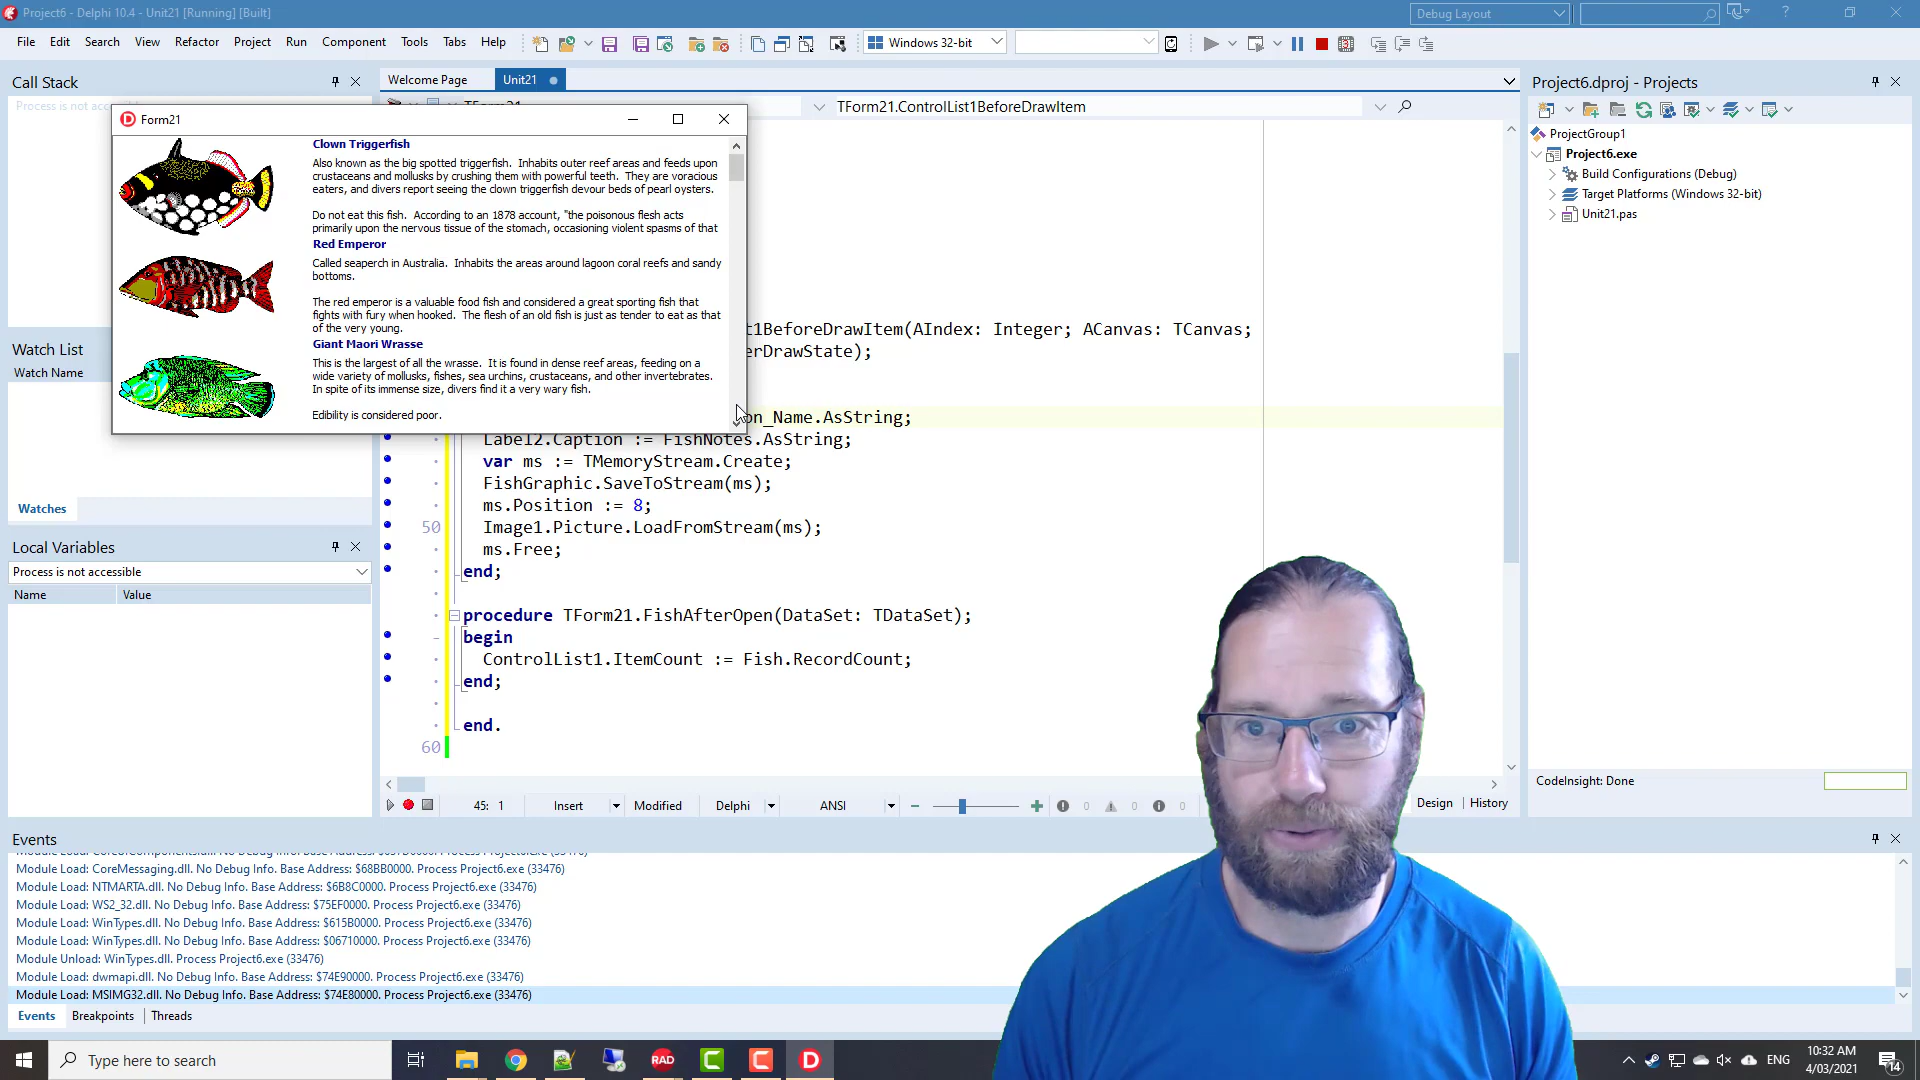 Project6 - Delphi 10.4 - Unit21 [Running] [Built]
Debug Layout
File Edit Search View Refactor Project Run Component Tools Tabs Help
Windows 32-bit
Call Stack
Process is not acc
Welcome Page Unit21
TForm21.ControlList1BeforeDrawItem
Form21
Clown Triggerfish
Also known as the big spotted triggerfish. Inhabits outer reef areas and feeds upon
crustaceans and mollusks by crushing them with powerful teeth. They are voracious
eaters, and divers report seeing the clown triggerfish devour beds of pearl oysters.
Do not eat this fish. According to an 1878 account, "the poisonous flesh acts
primarily upon the nervous tissue of the stomach, occasioning violent spasms of that
Red Emperor
Called seaperch in Australia. Inhabits the areas around lagoon coral reefs and sandy
bottoms.
The red emperor is a valuable food fish and considered a great sporting fish that
fights with fury when hooked. The flesh of an old fish is just as tender to eat as that
of the very young.
Giant Maori Wrasse
This is the largest of all the wrasse. It is found in dense reef areas, feeding on a
wide variety of mollusks, fishes, sea urchins, crustaceans, and other invertebrates.
In spite of its immense size, divers find it a very wary fish.
Edibility is considered poor.
t1BeforeDrawItem(AIndex: Integer; ACanvas: TCanvas;
erDrawState);
on_Name.AsString;
Label2.Caption := FishNotes.AsString;
var ms := TMemoryStream.Create;
FishGraphic.SaveToStream(ms);
ms.Position := 8;
50 Image1.Picture.LoadFromStream(ms);
ms.Free;
end;
procedure TForm21.FishAfterOpen(DataSet: TDataSet);
begin
ControlList1.ItemCount := Fish.RecordCount;
end;
end.
60
45: 1 Insert Modified Delphi ANSI 0 0 0 Design History
Watch List
Watch Name
Watches
Local Variables
Process is not accessible
Name Value
Project6.dproj - Projects
ProjectGroup1
Project6.exe
Build Configurations (Debug)
Target Platforms (Windows 32-bit)
Unit21.pas
CodeInsight: Done
Events
Module Load: CoreMessaging.dll. No Debug Info. Base Address: $68BB0000. Process Project6.exe (33476)
Module Load: NTMARTA.dll. No Debug Info. Base Address: $6B8C0000. Process Project6.exe (33476)
Module Load: WS2_32.dll. No Debug Info. Base Address: $75EF0000. Process Project6.exe (33476)
Module Load: WinTypes.dll. No Debug Info. Base Address: $615B0000. Process Project6.exe (33476)
Module Load: WinTypes.dll. No Debug Info. Base Address: $06710000. Process Project6.exe (33476)
Module Unload: WinTypes.dll. Process Project6.exe (33476)
Module Load: dwmapi.dll. No Debug Info. Base Address: $74E90000. Process Project6.exe (33476)
Module Load: MSIMG32.dll. No Debug Info. Base Address: $74E80000. Process Project6.exe (33476)
Events Breakpoints Threads
Type here to search
RAD
ENG
10:32 AM
4/03/2021
14